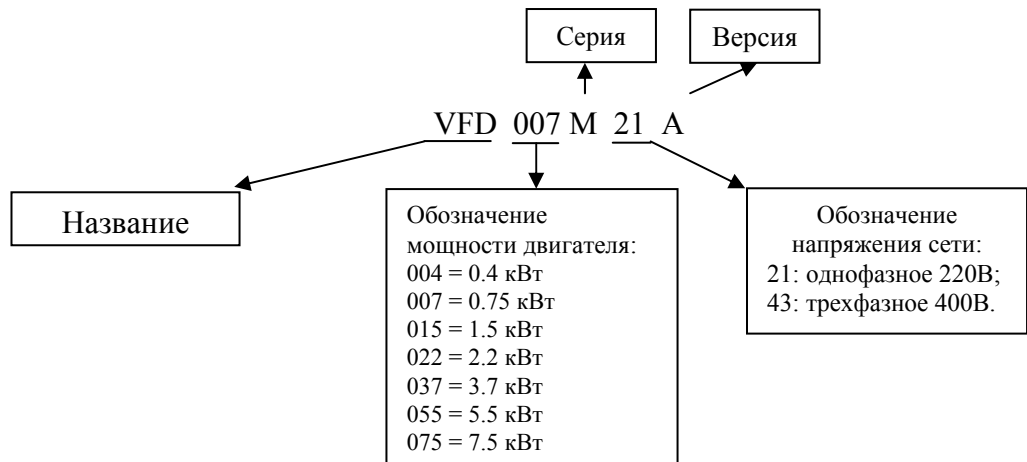 Серия
Версия
VFD 007 M 21 A
Название
Обозначение
мощности двигателя:
004 = 0.4 кВт
007 = 0.75 кВт
015 = 1.5 кВт
022 = 2.2 кВт
037 = 3.7 кВт
055 = 5.5 кВт
075 = 7.5 кВт
Обозначение
напряжения сети:
21: однофазное 220В;
43: трехфазное 400В.